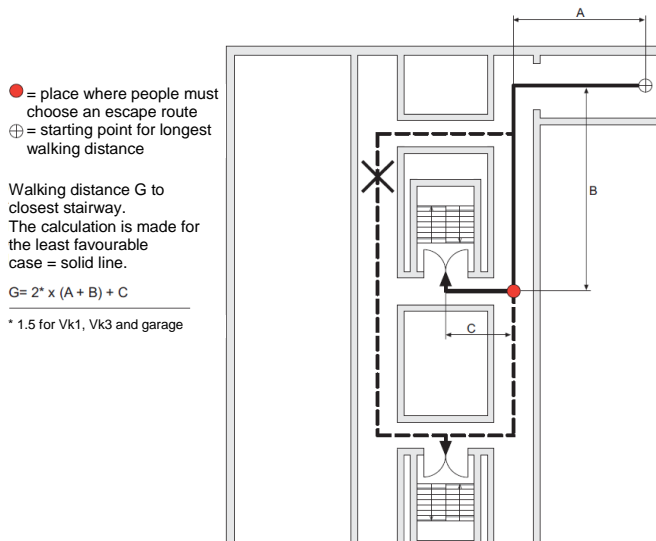 = place where people must
choose an escape route
= starting point for longest
walking distance
Walking distance G to
closest stairway.
The calculation is made for
the least favourable
case = solid line.
G= 2* x (A + B) + C
* 1.5 for Vk1, Vk3 and garage
A
B
C